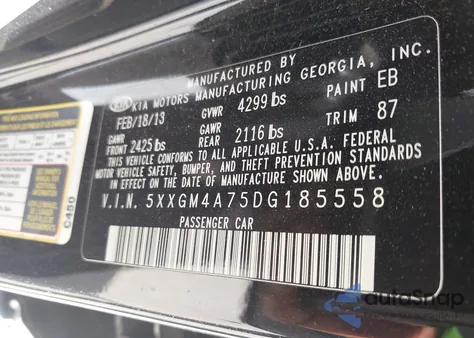 MANUFACTURED BY
KIA KIA MOTORS MANUFACTURING GEORGIA, INC.
FEB/18/13 GVWR 4299 lbs PAINT EB
GAWR FRONT 2425 lbs GAWR REAR 2116 lbs TRIM 87
THIS VEHICLE CONFORMS TO ALL APPLICABLE U.S.A. FEDERAL
MOTOR VEHICLE SAFETY, BUMPER, AND THEFT PREVENTION STANDARDS
IN EFFECT ON THE DATE OF MANUFACTURE SHOWN ABOVE.
V.I.N. 5XXGM4A75DG185558
PASSENGER CAR
C450
autoSnap